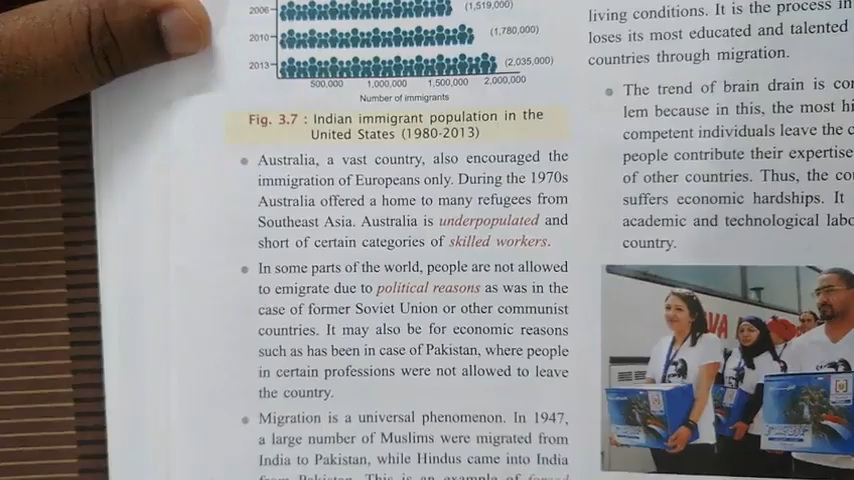 2006
(1,519,000)
2010
(1,780,000)
2013
(2,035,000)
500,000 1,000,000 1,500,000 2,000,000
Number of immigrants
Fig. 3.7 : Indian immigrant population in the
United States (1980-2013)
Australia, a vast country, also encouraged the
immigration of Europeans only. During the 1970s
Australia offered a home to many refugees from
Southeast Asia. Australia is underpopulated and
short of certain categories of skilled workers.
In some parts of the world, people are not allowed
to emigrate due to political reasons as was in the
case of former Soviet Union or other communist
countries. It may also be for economic reasons
such as has been in case of Pakistan, where people
in certain professions were not allowed to leave
the country.
Migration is a universal phenomenon. In 1947,
a large number of Muslims were migrated from
India to Pakistan, while Hindus came into India
from Pakistan. This is an example of forced
living conditions. It is the process in
loses its most educated and talented
countries through migration.
The trend of brain drain is
lem because in this, the most
competent individuals leave the
people contribute their expertise
of other countries. Thus, the
suffers economic hardships. It
academic and technological
country.